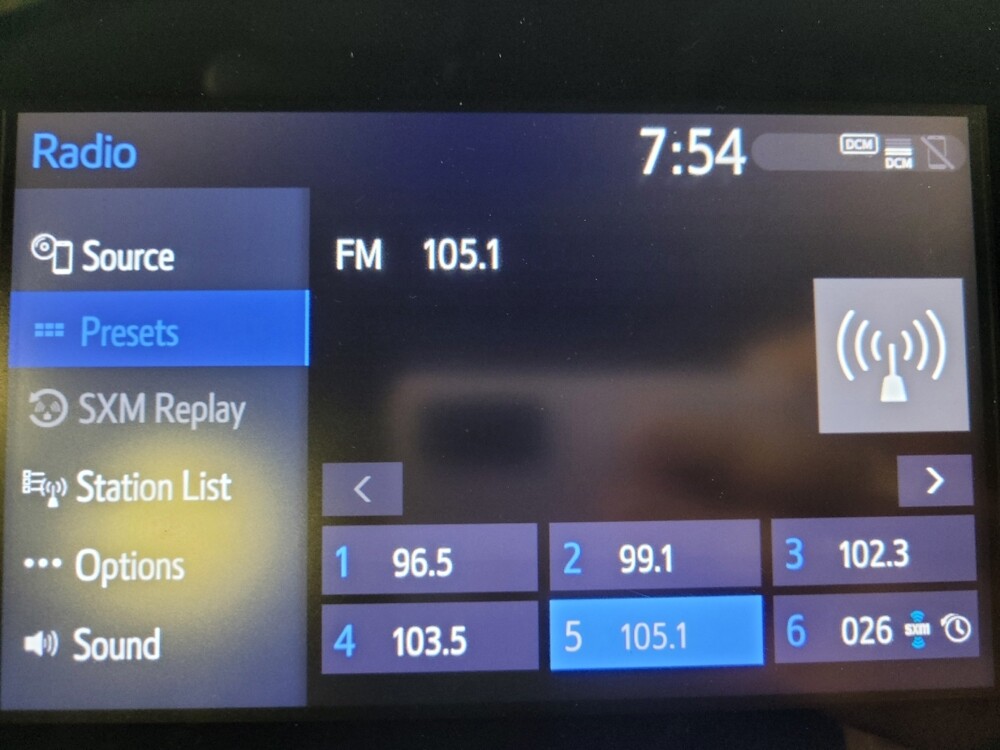 Radio
7:54
DCM
DCM
Source
FM 105.1
Presets
SXM Replay
Station List
Options
Sound
<
>
1 96.5
2 99.1
3 102.3
4 103.5
5 105.1
6 026 sxm